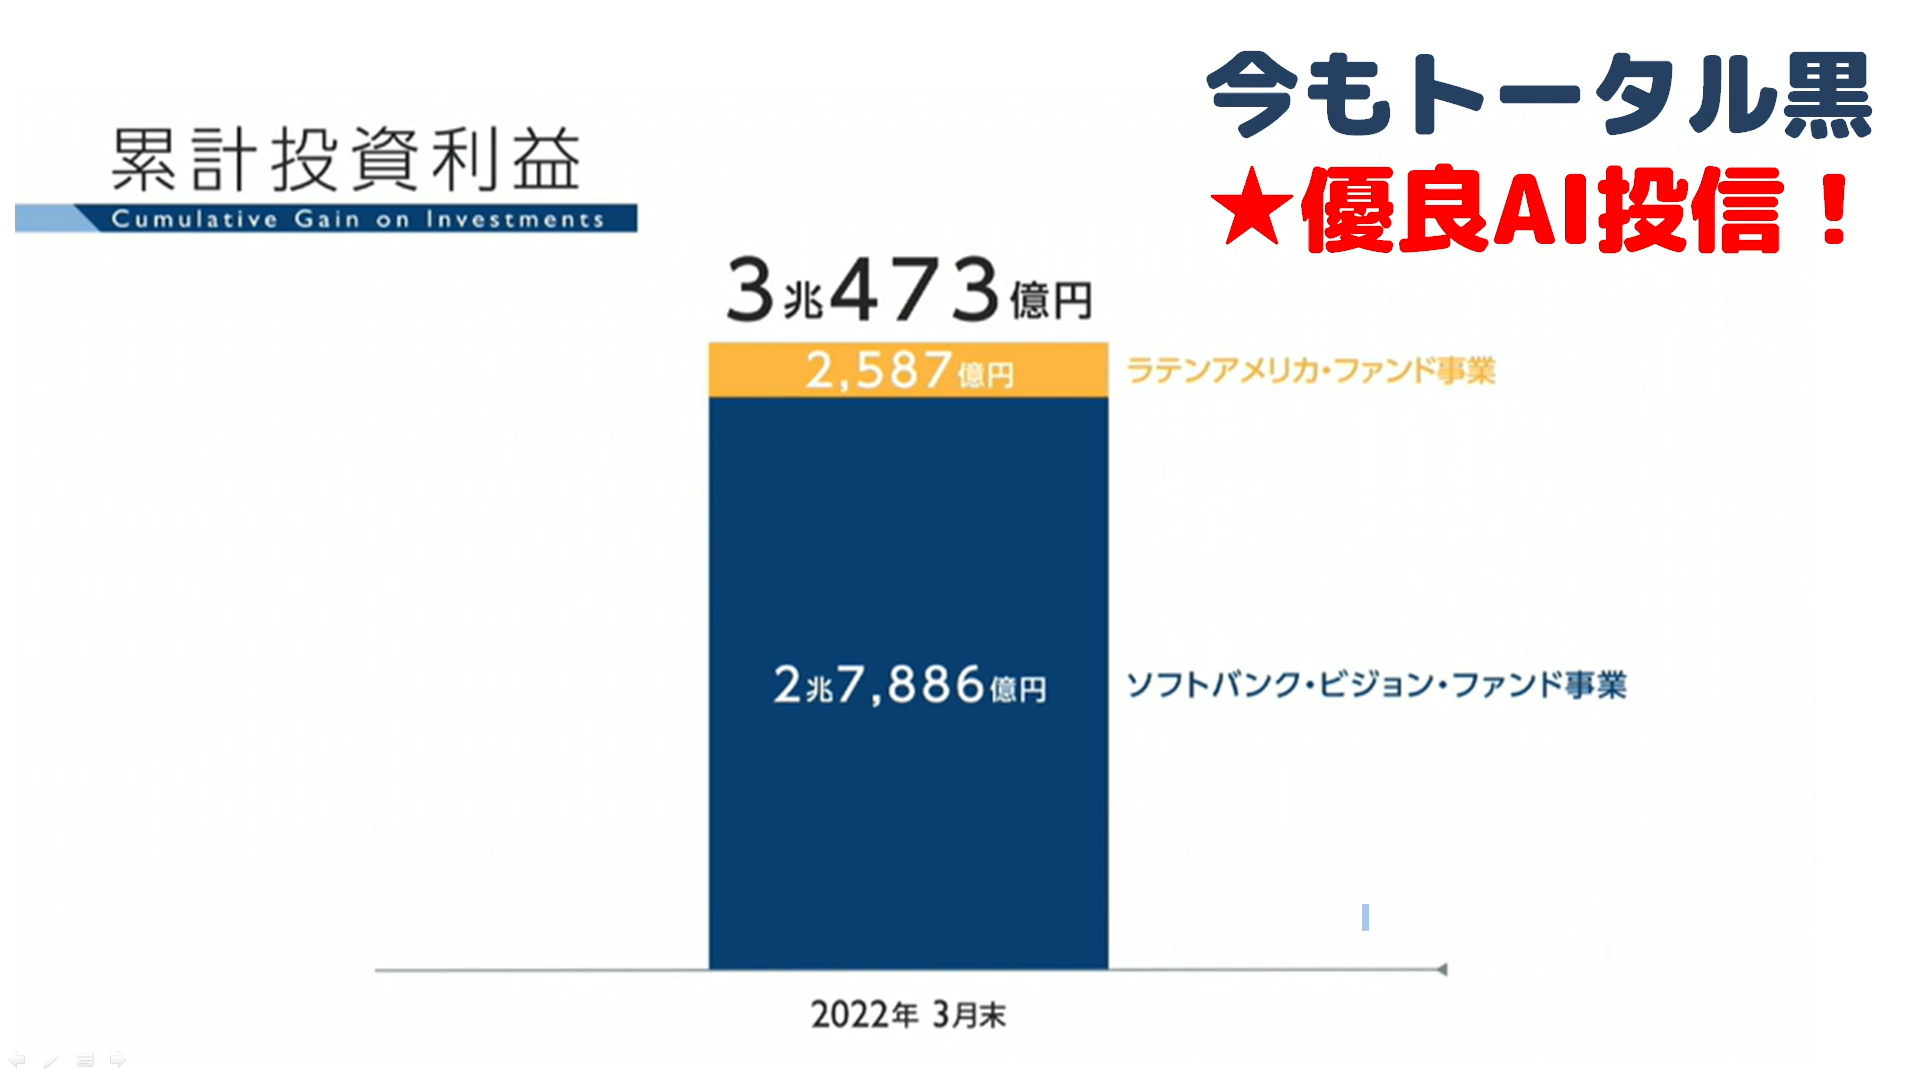 今もトータル黒
★優良AI投信！
累計投資利益
Cumulative Gain on Investments
3兆473億円
2,587億円
ラテンアメリカ・ファンド事業
2兆7,886億円
ソフトバンク・ビジョン・ファンド事業
2022年 3月末